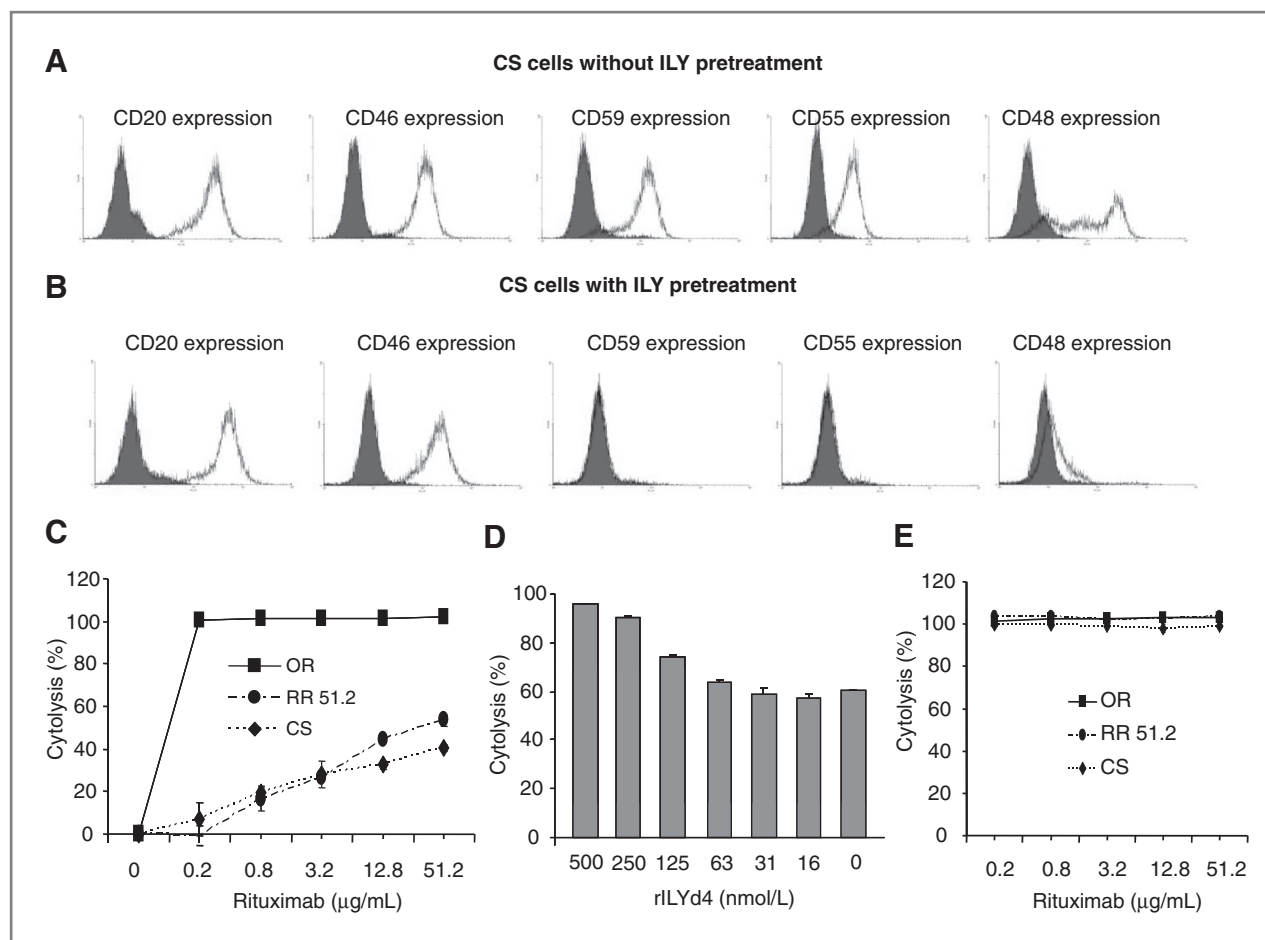 A
CS cells without ILY pretreatment
CD20 expression CD46 expression CD59 expression CD55 expression CD48 expression
B
CS cells with ILY pretreatment
CD20 expression CD46 expression CD59 expression CD55 expression CD48 expression
C
Cytolysis (%)
120
100
80
60
40
20
0
OR
RR 51.2
CS
0 0.2 0.8 3.2 12.8 51.2
Rituximab (μg/mL)
D
Cytolysis (%)
100
80
60
40
20
0
500 250 125 63 31 16 0
rILYd4 (nmol/L)
E
Cytolysis (%)
120
100
80
60
40
20
0
OR
RR 51.2
CS
0.2 0.8 3.2 12.8 51.2
Rituximab (μg/mL)